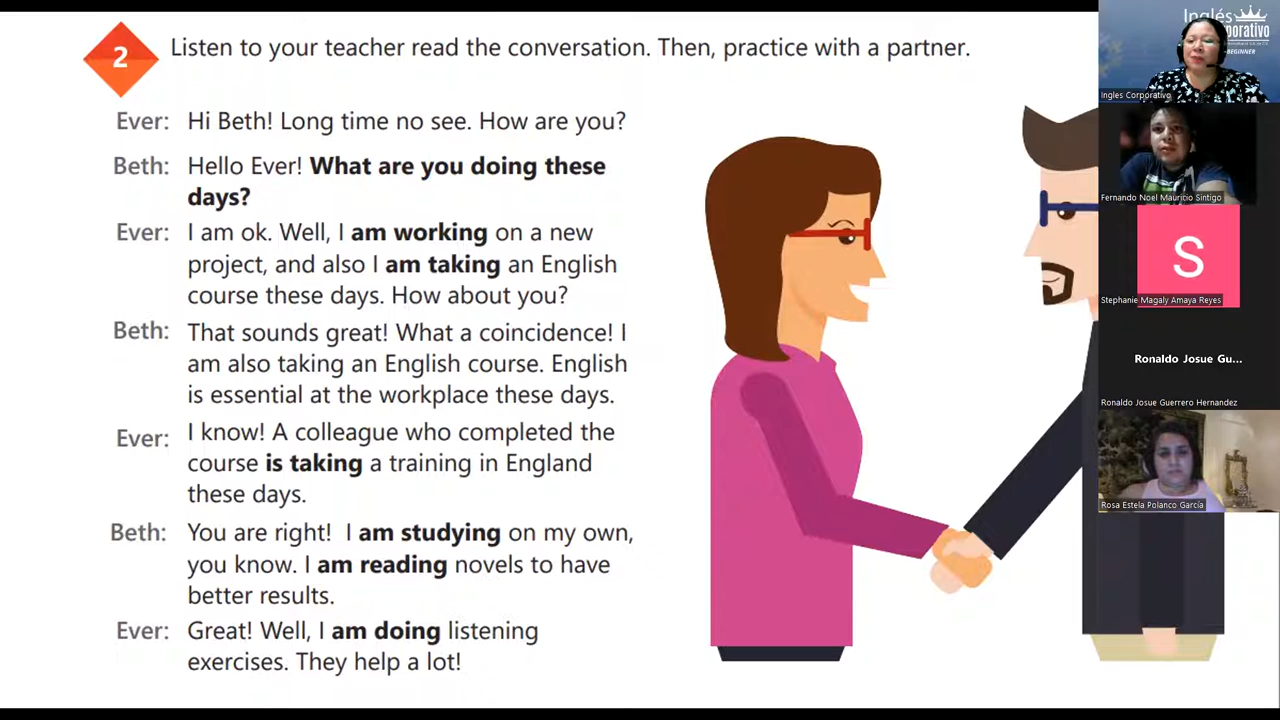 2
Listen to your teacher read the conversation. Then, practice with a partner.
Ever: Hi Beth! Long time no see. How are you?
Beth: Hello Ever! What are you doing these
days?
Ever: I am ok. Well, I am working on a new
project, and also I am taking an English
course these days. How about you?
Beth: That sounds great! What a coincidence! I
am also taking an English course. English
is essential at the workplace these days.
Ever: I know! A colleague who completed the
course is taking a training in England
these days.
Beth: You are right! I am studying on my own,
you know. I am reading novels to have
better results.
Ever: Great! Well, I am doing listening
exercises. They help a lot!
Inglés
-BEGINNER
Ingles Corporativo
Fernando Noel Mauricio Sintigo
S
Stephanie Magaly Amaya Reyes
Ronaldo Josue Gu...
Ronaldo Josue Guerrero Hernandez
Rosa Estela Polanco García